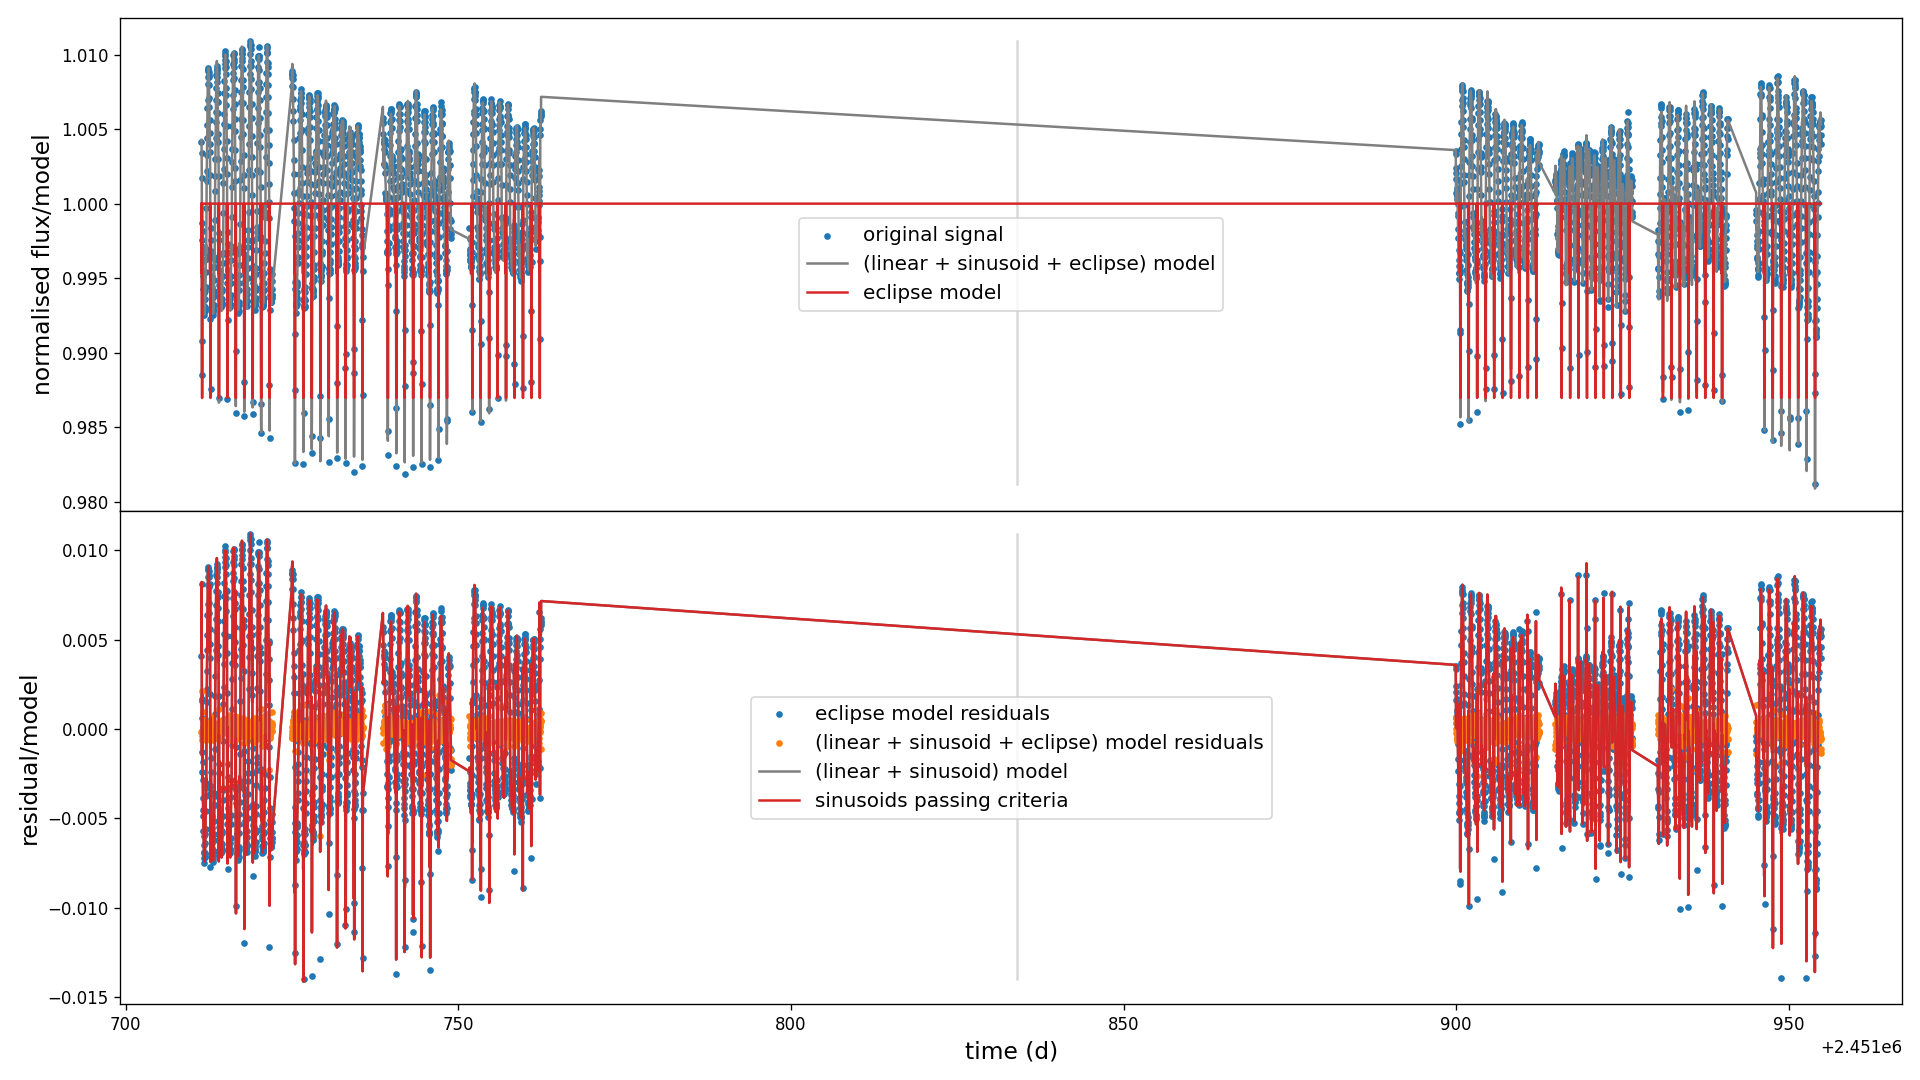 normalised flux/model
1.010
1.005
1.000
0.995
0.990
0.985
0.980
original signal
(linear + sinusoid + eclipse) model
eclipse model
residual/model
0.010
0.005
0.000
−0.005
−0.010
−0.015
eclipse model residuals
(linear + sinusoid + eclipse) model residuals
(linear + sinusoid) model
sinusoids passing criteria
700 750 800 850 900 950
time (d)
+2.451e6